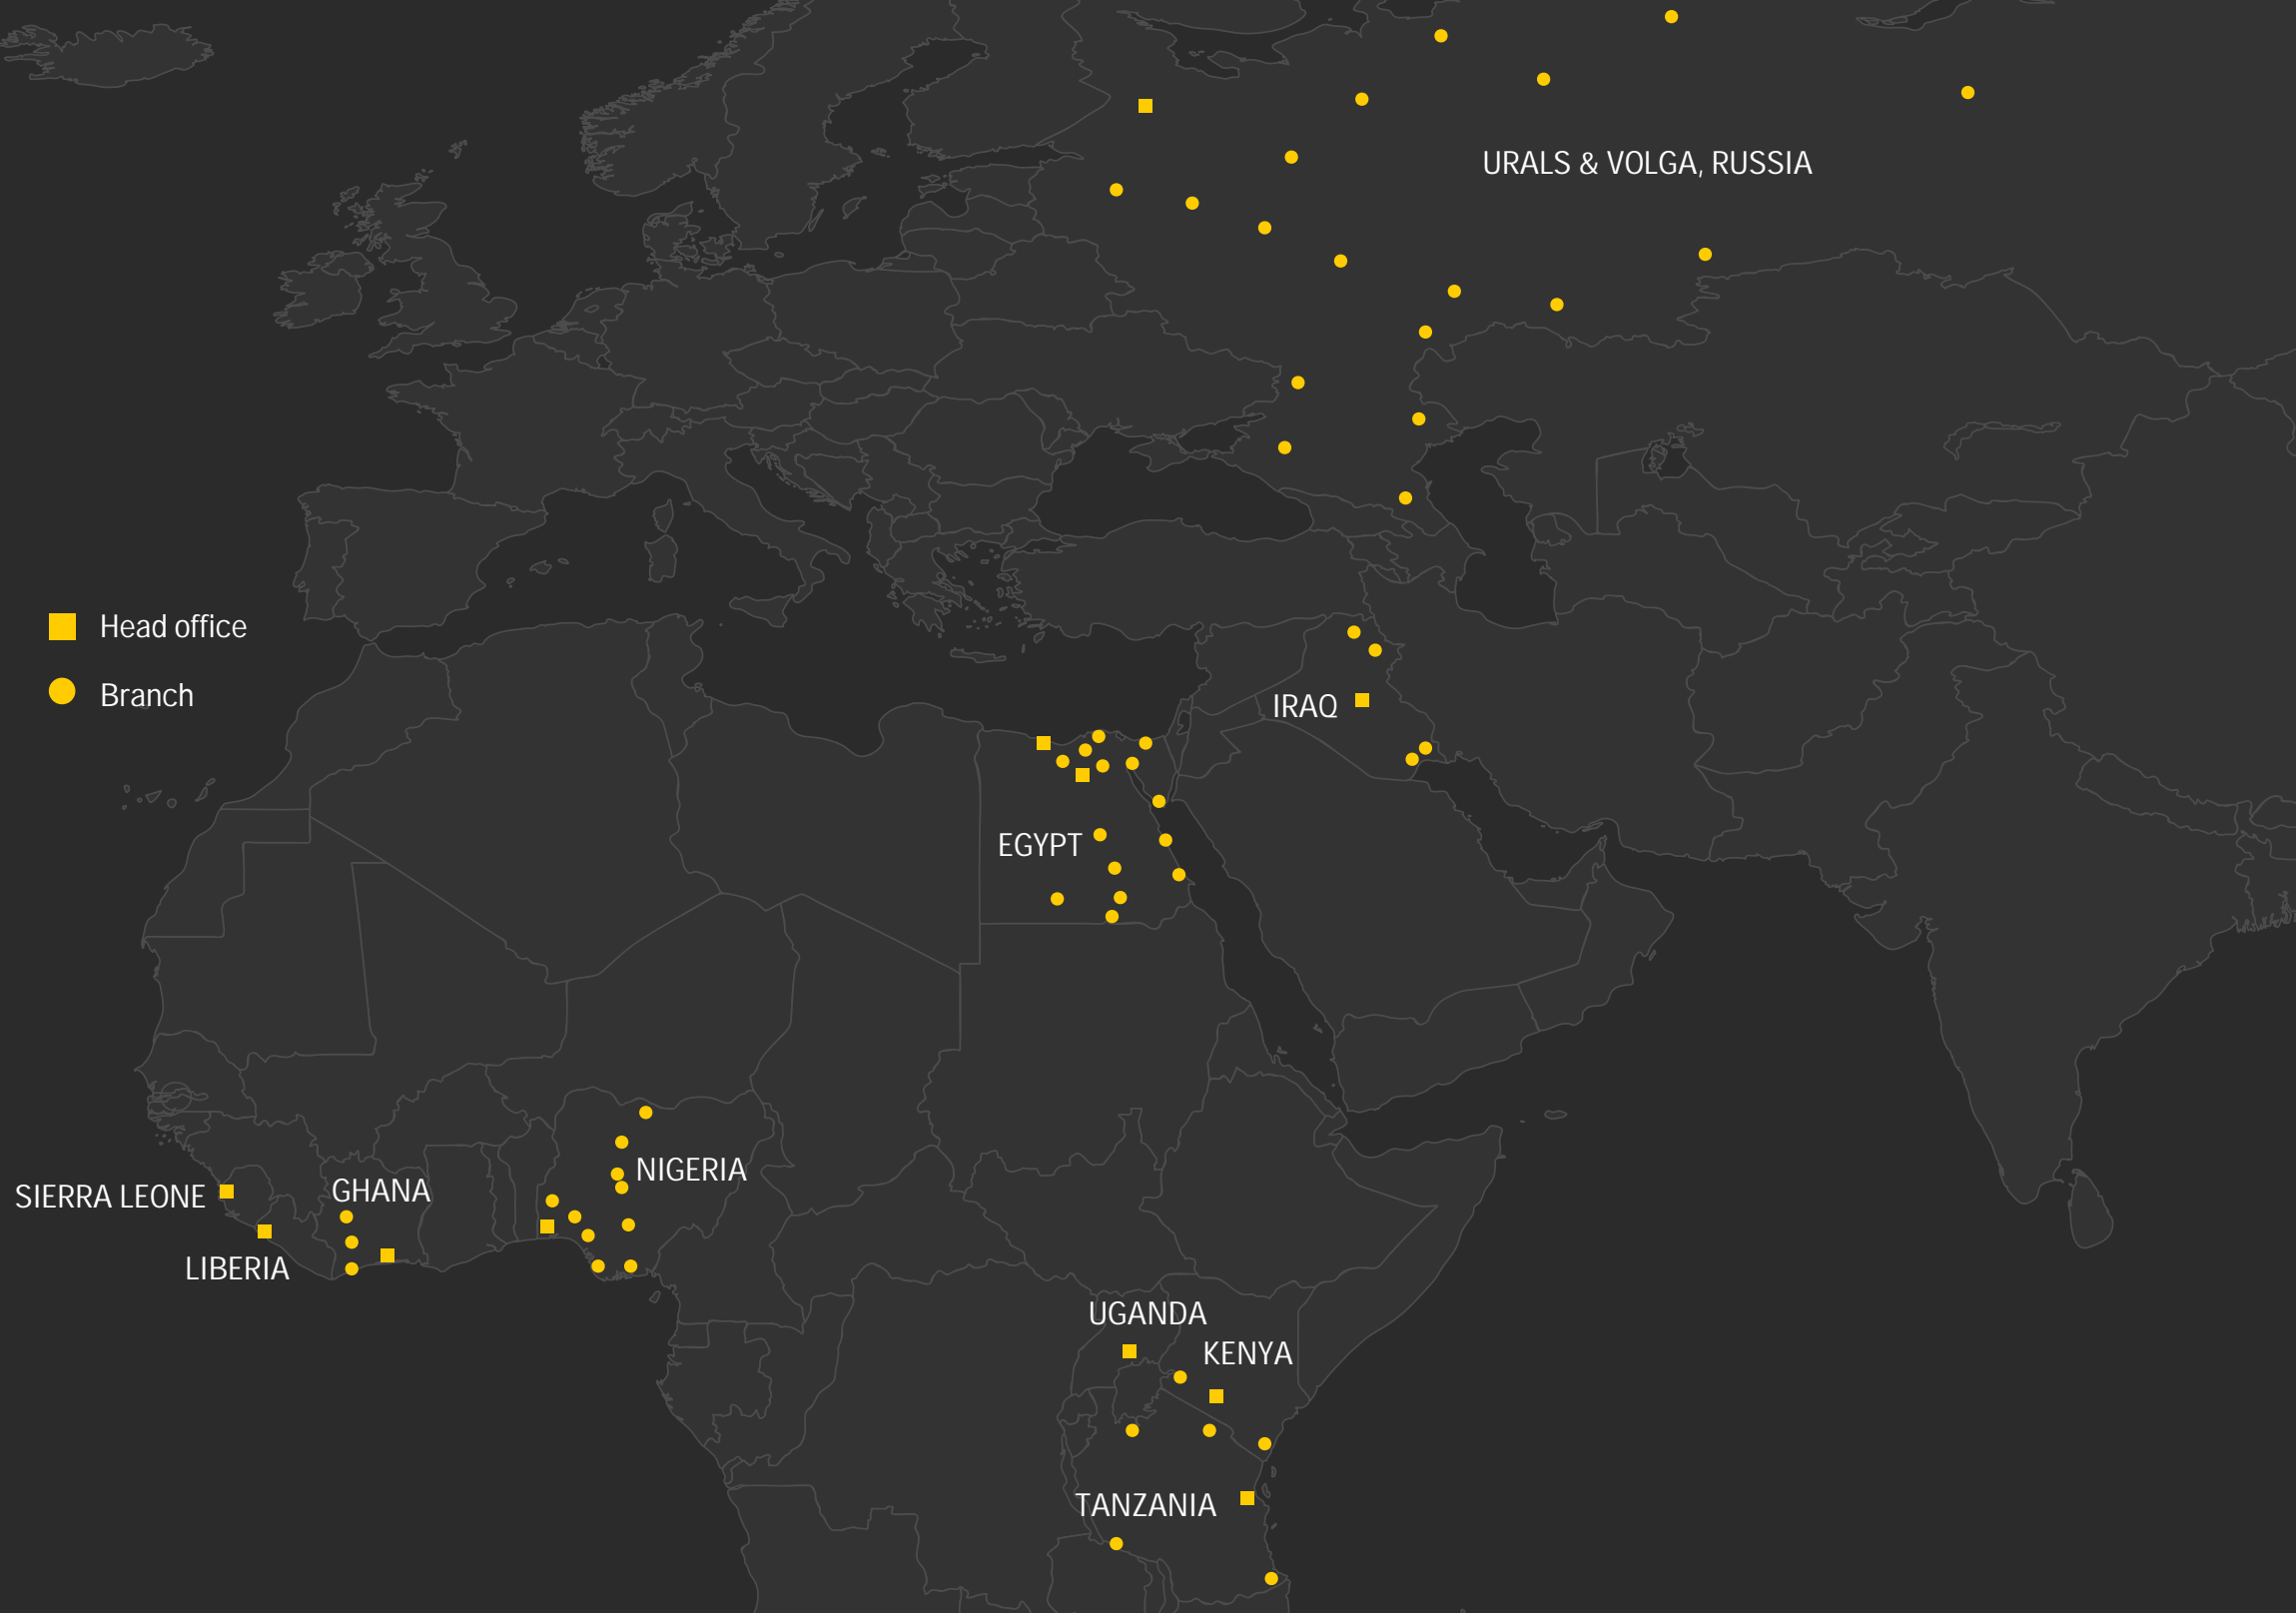 URALS & VOLGA, RUSSIA
Head office
Branch
IRAQ
EGYPT
NIGERIA
SIERRA LEONE
GHANA
LIBERIA
UGANDA
KENYA
TANZANIA